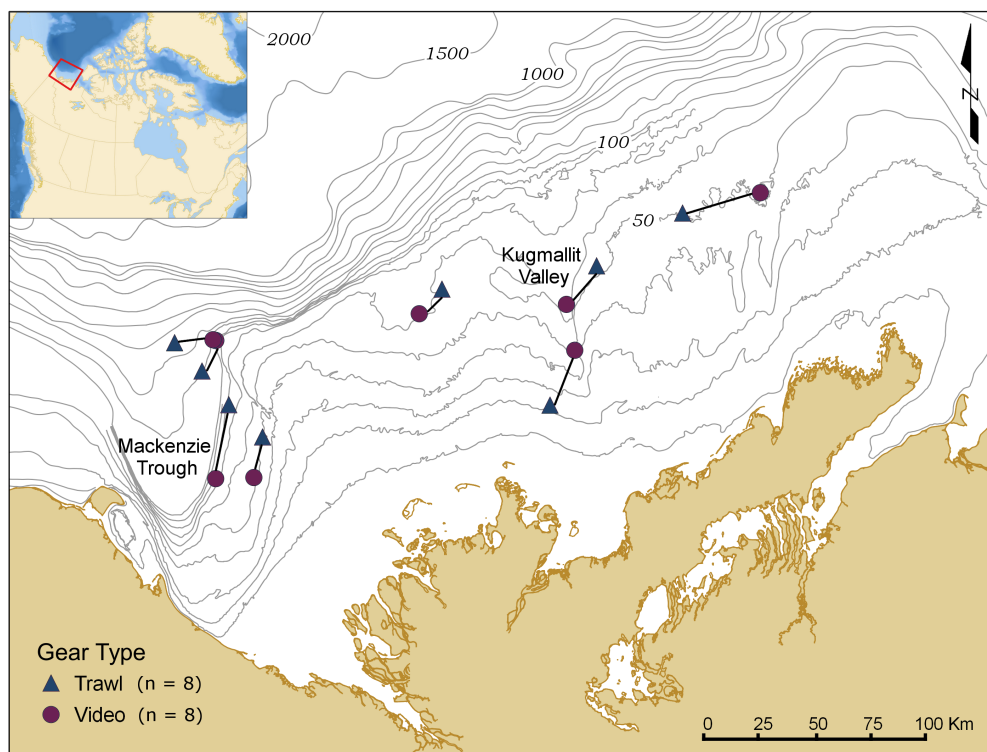 2000
1500
1000
100
50
Z
Kugmallit
Valley
Mackenzie
Trough
Gear Type
Trawl (n = 8)
Video (n = 8)
0 25 50 75 100 Km